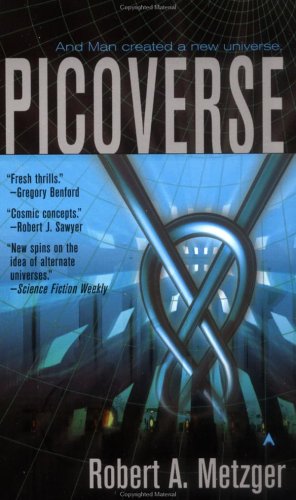 And Man created a new universe.
PICOVERSE
"Fresh thrills."
—Gregory Benford
"Cosmic concepts."
—Robert J. Sawyer
"New spins on the
idea of alternate
universes."
—Science Fiction Weekly
Robert A. Metzger